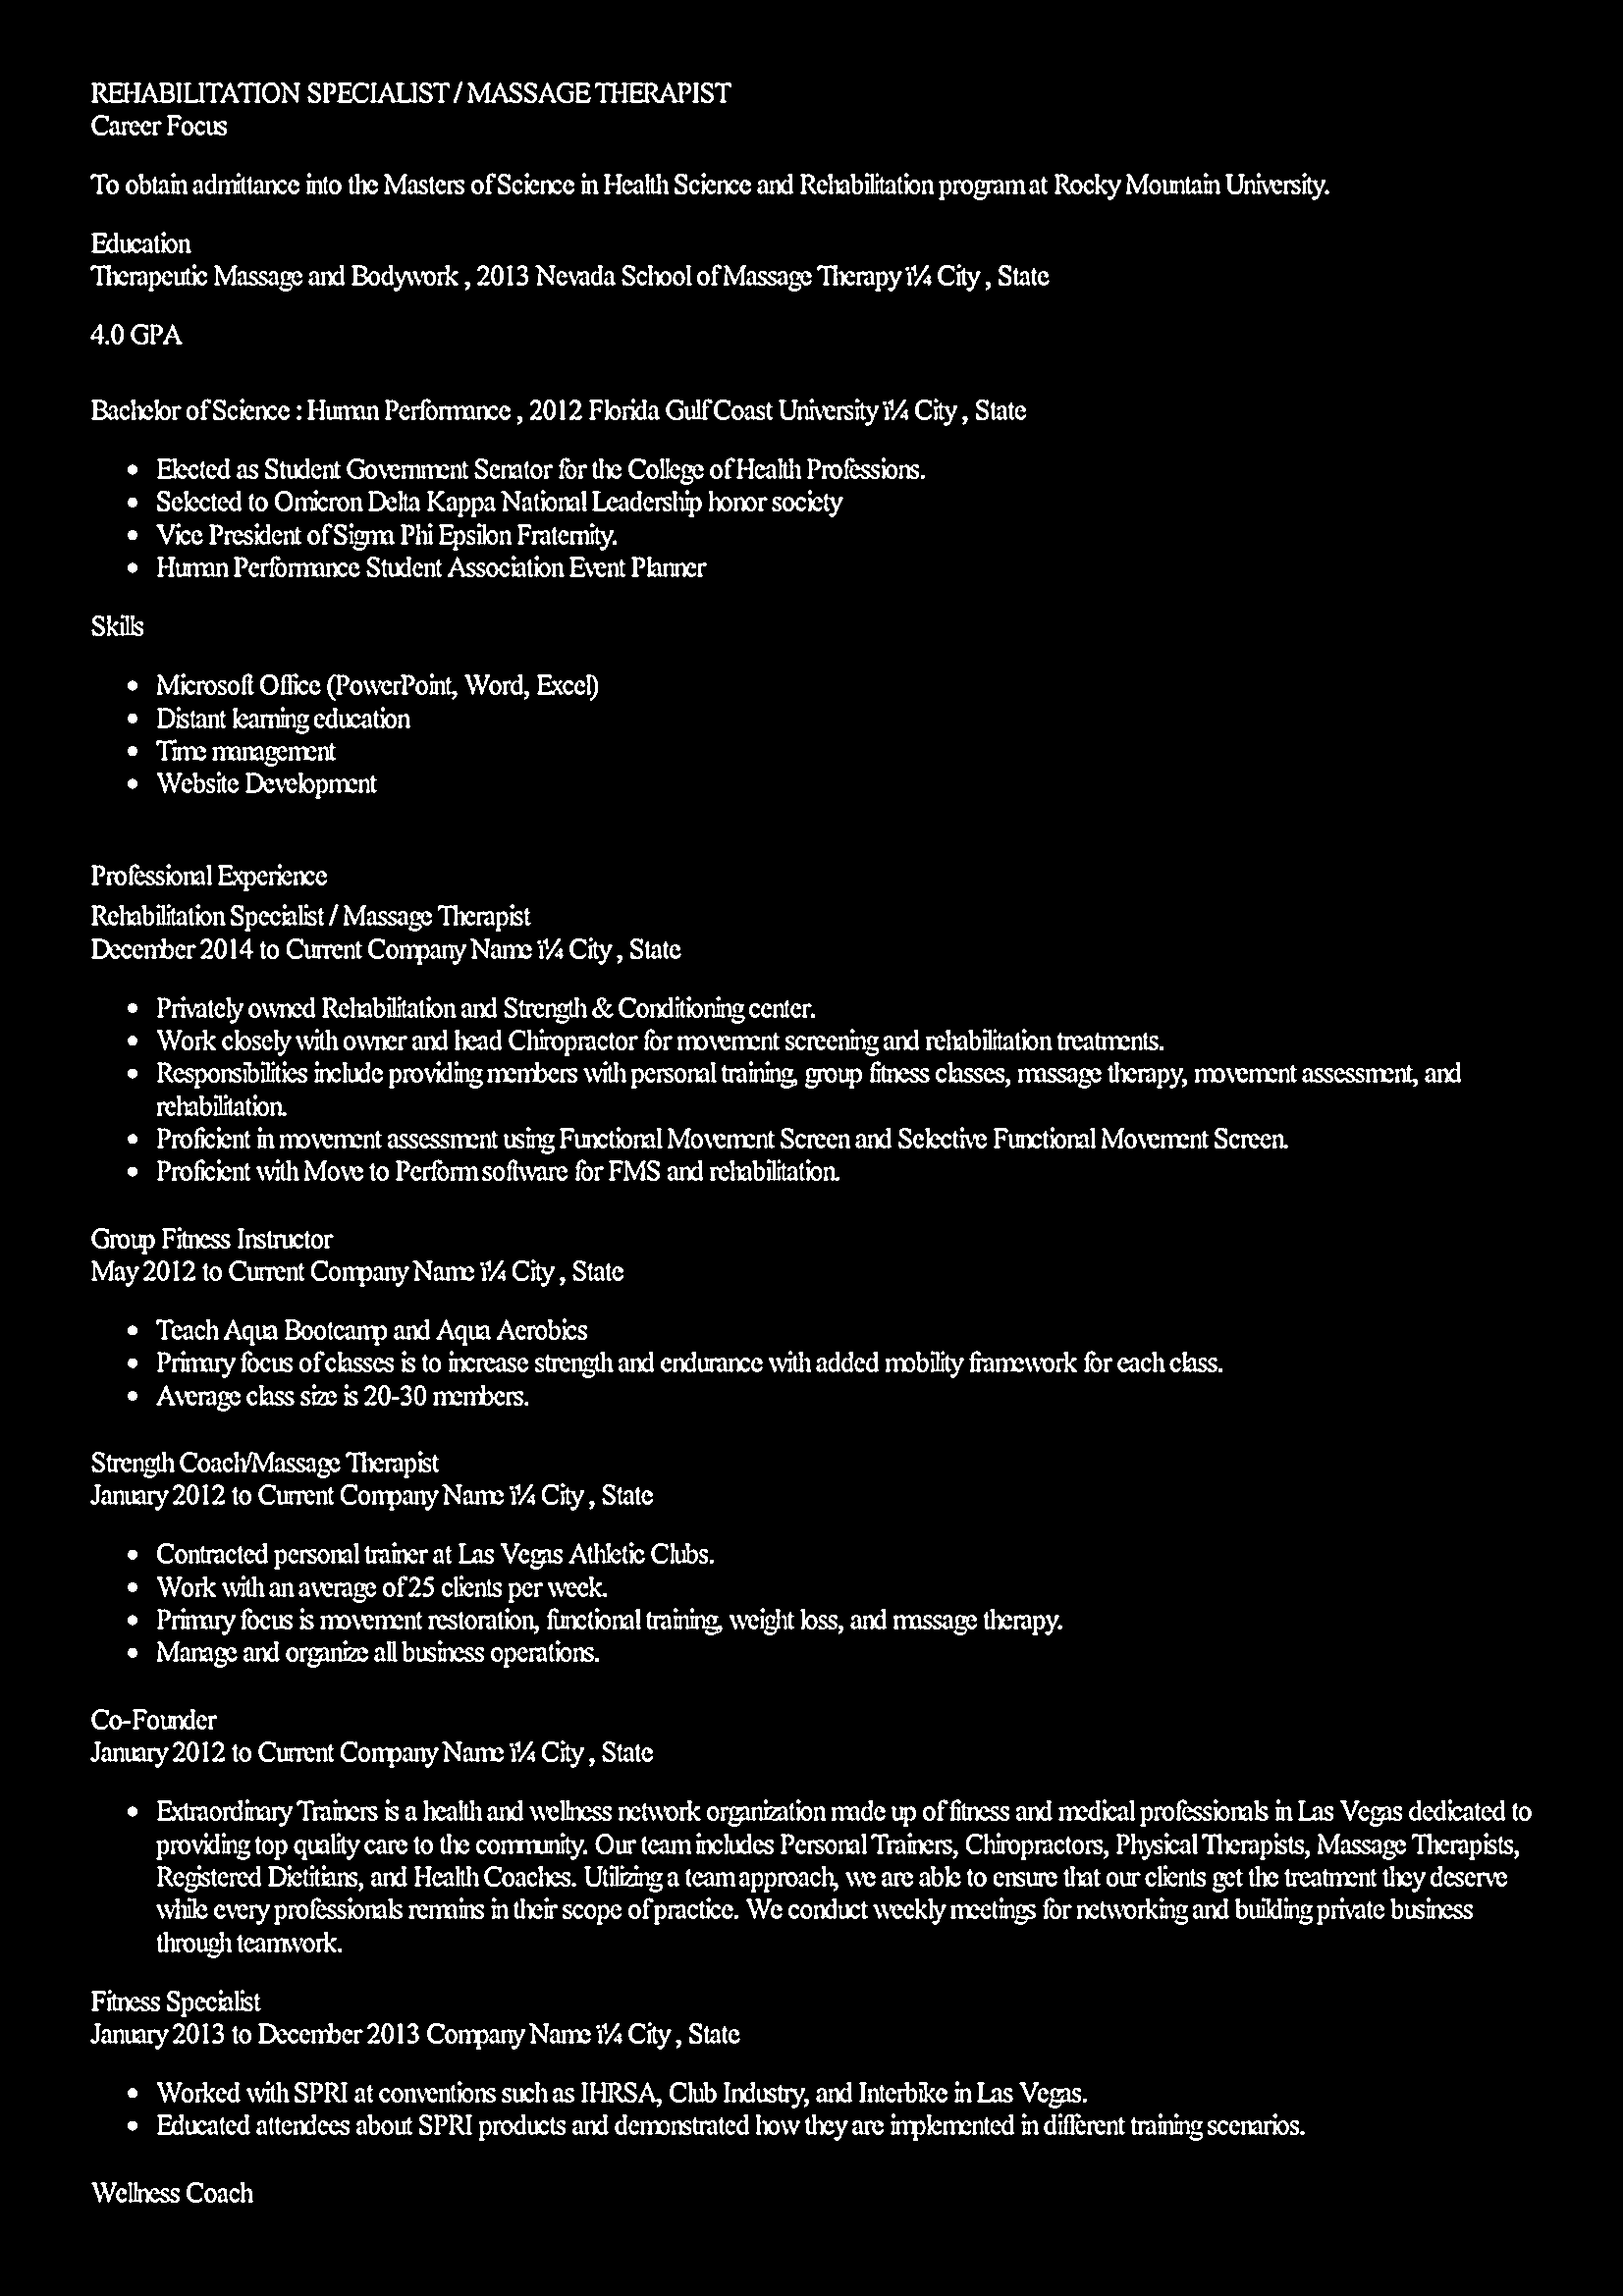 REHABILITATION SPECIALIST / MASSAGE THERAPIST
Career Focus
To obtain admittance into the Masters of Science in Health Science and Rehabilitation program at Rocky Mountain University.
Education
Therapeutic Massage and Bodywork , 2013 Nevada School of Massage Therapy ï¼ City , State
4.0 GPA
Bachelor of Science : Human Performance , 2012 Florida Gulf Coast University ï¼ City , State
• Elected as Student Government Senator for the College of Health Professions.
• Selected to Omicron Delta Kappa National Leadership honor society
• Vice President of Sigma Phi Epsilon Fraternity.
• Human Performance Student Association Event Planner
Skills
• Microsoft Office (PowerPoint, Word, Excel)
• Distant learning education
• Time management
• Website Development
Professional Experience
Rehabilitation Specialist / Massage Therapist
December 2014 to Current Company Name ï¼ City , State
• Privately owned Rehabilitation and Strength & Conditioning center.
• Work closely with owner and head Chiropractor for movement screening and rehabilitation treatments.
• Responsibilities include providing members with personal training, group fitness classes, massage therapy, movement assessment, and
rehabilitation.
• Proficient in movement assessment using Functional Movement Screen and Selective Functional Movement Screen.
• Proficient with Move to Perform software for FMS and rehabilitation.
Group Fitness Instructor
May 2012 to Current Company Name ï¼ City , State
• Teach Aqua Bootcamp and Aqua Aerobics
• Primary focus of classes is to increase strength and endurance with added mobility framework for each class.
• Average class size is 20-30 members.
Strength Coach/Massage Therapist
January 2012 to Current Company Name ï¼ City , State
• Contracted personal trainer at Las Vegas Athletic Clubs.
• Work with an average of 25 clients per week.
• Primary focus is movement restoration, functional training, weight loss, and massage therapy.
• Manage and organize all business operations.
Co-Founder
January 2012 to Current Company Name ï¼ City , State
• Extraordinary Trainers is a health and wellness network organization made up of fitness and medical professionals in Las Vegas dedicated to
providing top quality care to the community. Our team includes Personal Trainers, Chiropractors, Physical Therapists, Massage Therapists,
Registered Dietitians, and Health Coaches. Utilizing a team approach, we are able to ensure that our clients get the treatment they deserve
while every professionals remains in their scope of practice. We conduct weekly meetings for networking and building private business
through teamwork.
Fitness Specialist
January 2013 to December 2013 Company Name ï¼ City , State
• Worked with SPRI at conventions such as IHRSA, Club Industry, and Interbike in Las Vegas.
• Educated attendees about SPRI products and demonstrated how they are implemented in different training scenarios.
Wellness Coach